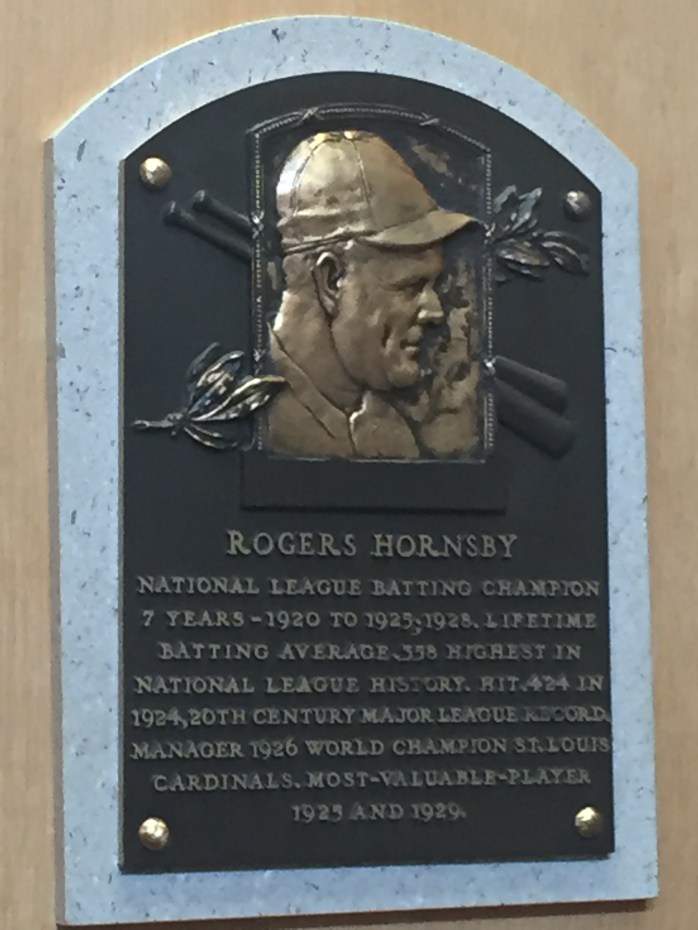 ROGERS HORNSBY
NATIONAL LEAGUE BATTING CHAMPION
7 YEARS-1920 TO 1925;1928. LIFETIME
BATTING AVERAGE .358 HIGHEST IN
NATIONAL LEAGUE HISTORY. HIT .424 IN
1924, 20TH CENTURY MAJOR LEAGUE RECORD.
MANAGER 1926 WORLD CHAMPION ST. LOUIS
CARDINALS. MOST-VALUABLE-PLAYER
1925 AND 1929.